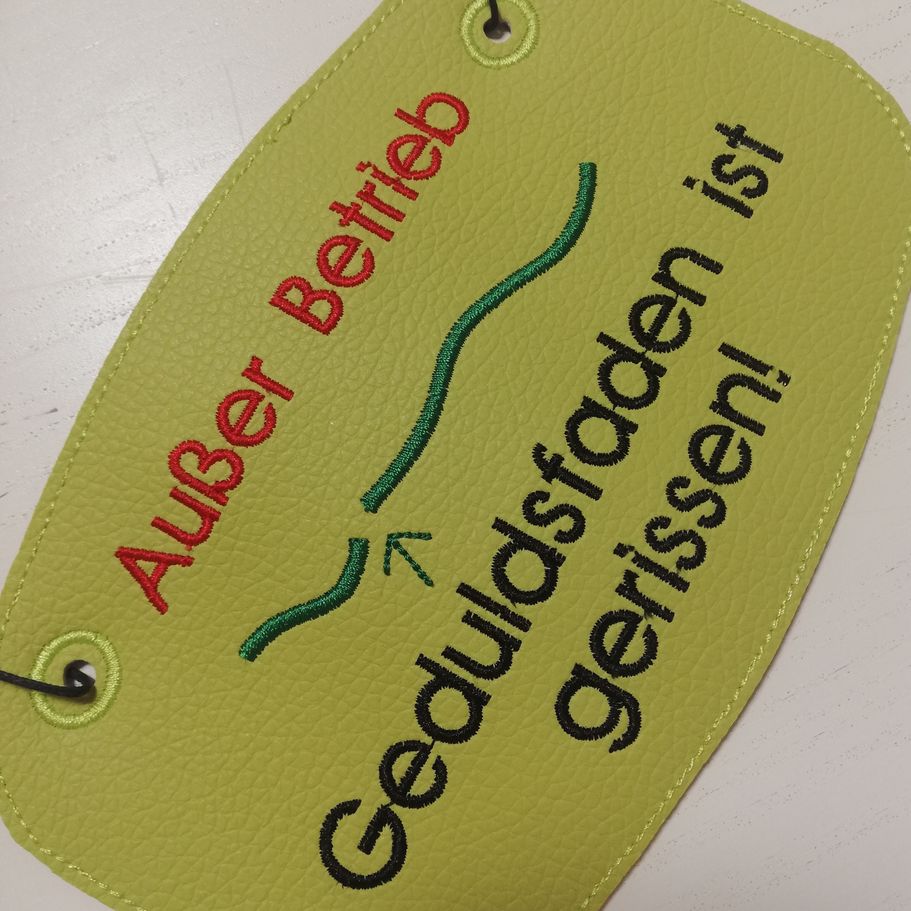 Außer Betrieb
Geduldsfaden ist
gerissen!